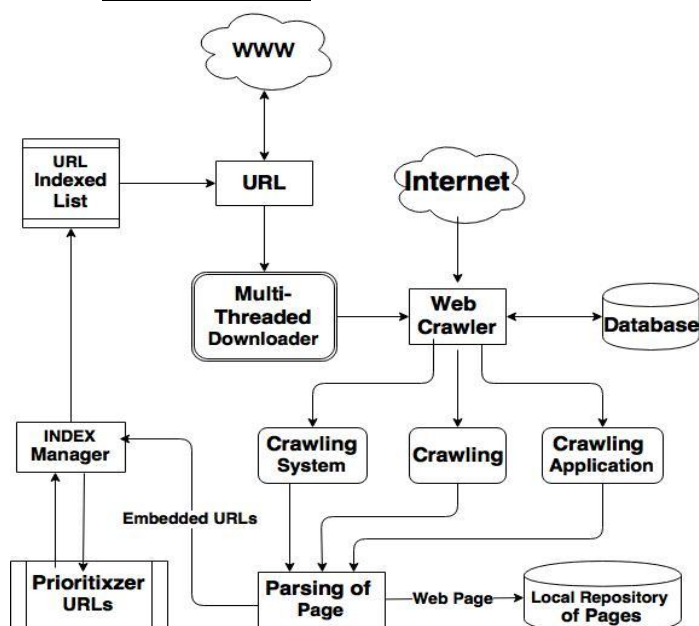 WWW
URL
Indexed
List
URL
Internet
Multi-
Threaded
Downloader
Web
Crawler
Database
INDEX
Manager
Crawling
System
Crawling
Crawling
Application
Embedded URLs
Prioritixzer
URLs
Parsing of
Page
Web Page
Local Repository
of Pages